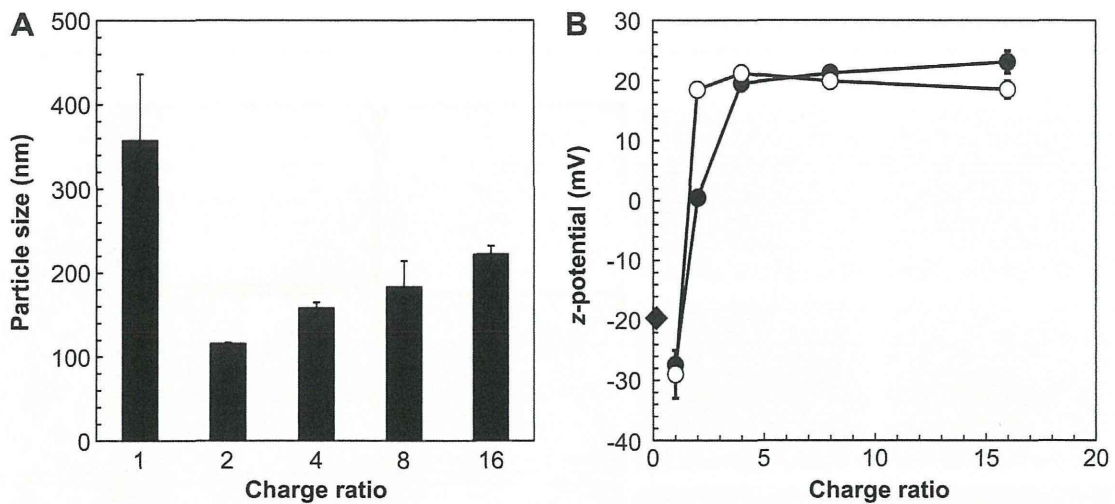 A
500
400
300
200
100
0
Particle size (nm)
1 2 4 8 16
Charge ratio
B
30
20
10
0
-10
-20
-30
-40
z-potential (mV)
0 5 10 15 20
Charge ratio